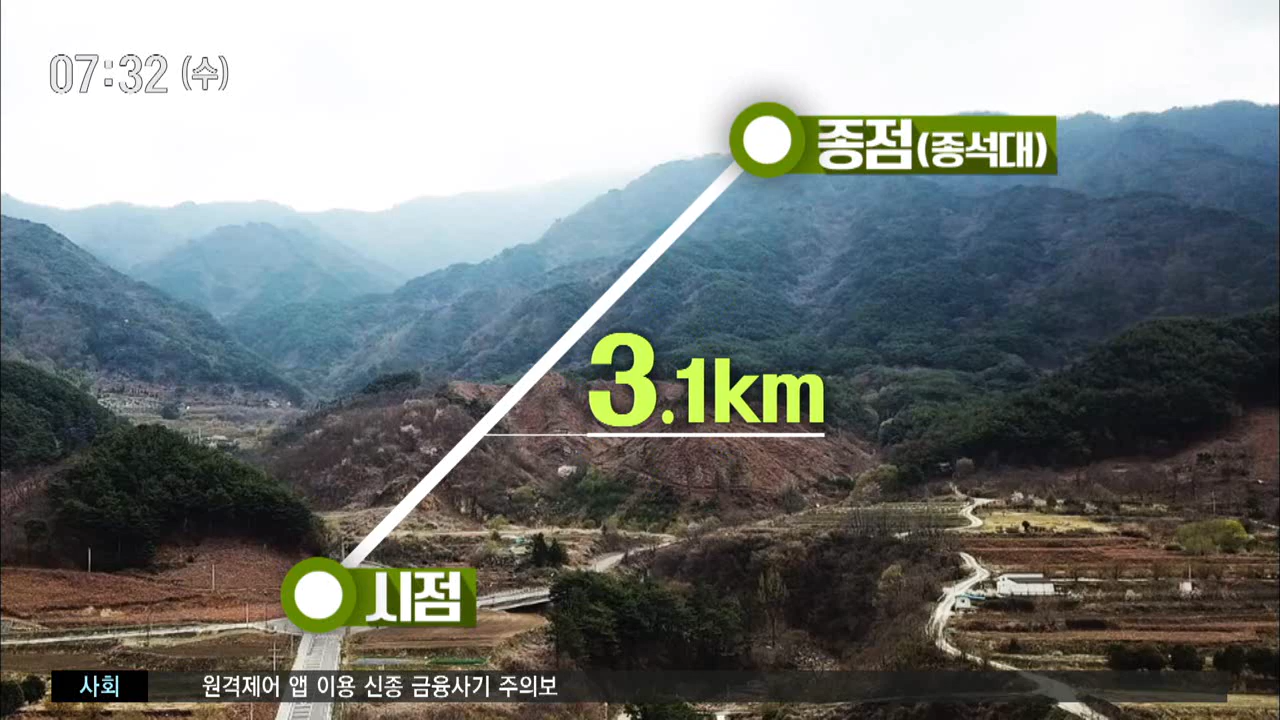 07:32 (수)
종점(종석대)
3.1km
시점
사회
원격제어 앱 이용 신종 금융사기 주의보